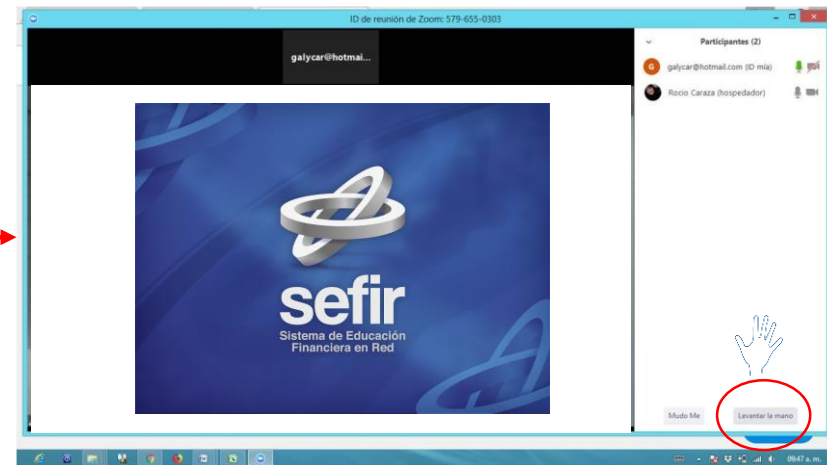 ID de reunión de Zoom: 579-655-0303
galycar@hotmai...
Participantes (2)
G galycar@hotmail.com (ID mía)
Rocio Caraza (hospedador)
sefir
Sistema de Educación
Financiera en Red
Mudo Me
Leventar la mano
09:47 a. m.